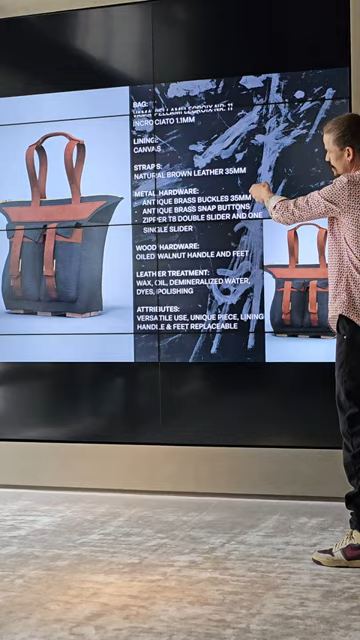 BAG:
INCROCIATO 1.1MM
LINING:
CANVAS
STRAPS:
NATURAL BROWN LEATHER 35MM
METAL HARDWARE:
ANTIQUE BRASS BUCKLES 35MM
ANTIQUE BRASS SNAP BUTTONS
ZIPPER T8 DOUBLE SLIDER AND ONE
SINGLE SLIDER
WOOD HARDWARE:
OILED WALNUT HANDLE AND FEET
LEATHER TREATMENT:
WAX, OIL, DEMINERALIZED WATER,
DYES, POLISHING
ATTRIBUTES:
VERSATILE USE, UNIQUE PIECE, LINING
HANDLE & FEET REPLACEABLE